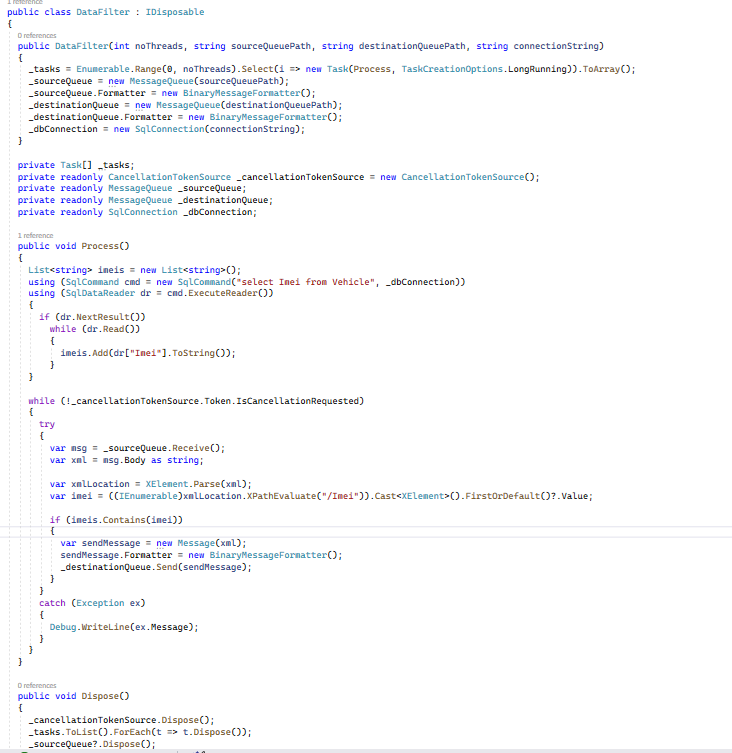 1 reference
public class DataFilter : IDisposable
{
0 references
public DataFilter(int noThreads, string sourceQueuePath, string destinationQueuePath, string connectionString)
{
_tasks = Enumerable.Range(0, noThreads).Select(i => new Task(Process, TaskCreationOptions.LongRunning)).ToArray();
_sourceQueue = new MessageQueue(sourceQueuePath);
_sourceQueue.Formatter = new BinaryMessageFormatter();
_destinationQueue = new MessageQueue(destinationQueuePath);
_destinationQueue.Formatter = new BinaryMessageFormatter();
_dbConnection = new SqlConnection(connectionString);
}
private Task[] _tasks;
private readonly CancellationTokenSource _cancellationTokenSource = new CancellationTokenSource();
private readonly MessageQueue _sourceQueue;
private readonly MessageQueue _destinationQueue;
private readonly SqlConnection _dbConnection;
1 reference
public void Process()
{
List<string> imeis = new List<string>();
using (SqlCommand cmd = new SqlCommand("select Imei from Vehicle", _dbConnection))
using (SqlDataReader dr = cmd.ExecuteReader())
{
if (dr.NextResult())
while (dr.Read())
{
imeis.Add(dr["Imei"].ToString());
}
}
while (!_cancellationTokenSource.Token.IsCancellationRequested)
{
try
{
var msg = _sourceQueue.Receive();
var xml = msg.Body as string;
var xmlLocation = XElement.Parse(xml);
var imei = ((IEnumerable)xmlLocation.XPathEvaluate("/Imei")).Cast<XElement>().FirstOrDefault()?.Value;
if (imeis.Contains(imei))
{
var sendMessage = new Message(xml);
sendMessage.Formatter = new BinaryMessageFormatter();
_destinationQueue.Send(sendMessage);
}
}
catch (Exception ex)
{
Debug.WriteLine(ex.Message);
}
}
}
0 references
public void Dispose()
{
_cancellationTokenSource.Dispose();
_tasks.ToList().ForEach(t => t.Dispose());
_sourceQueue?.Dispose();